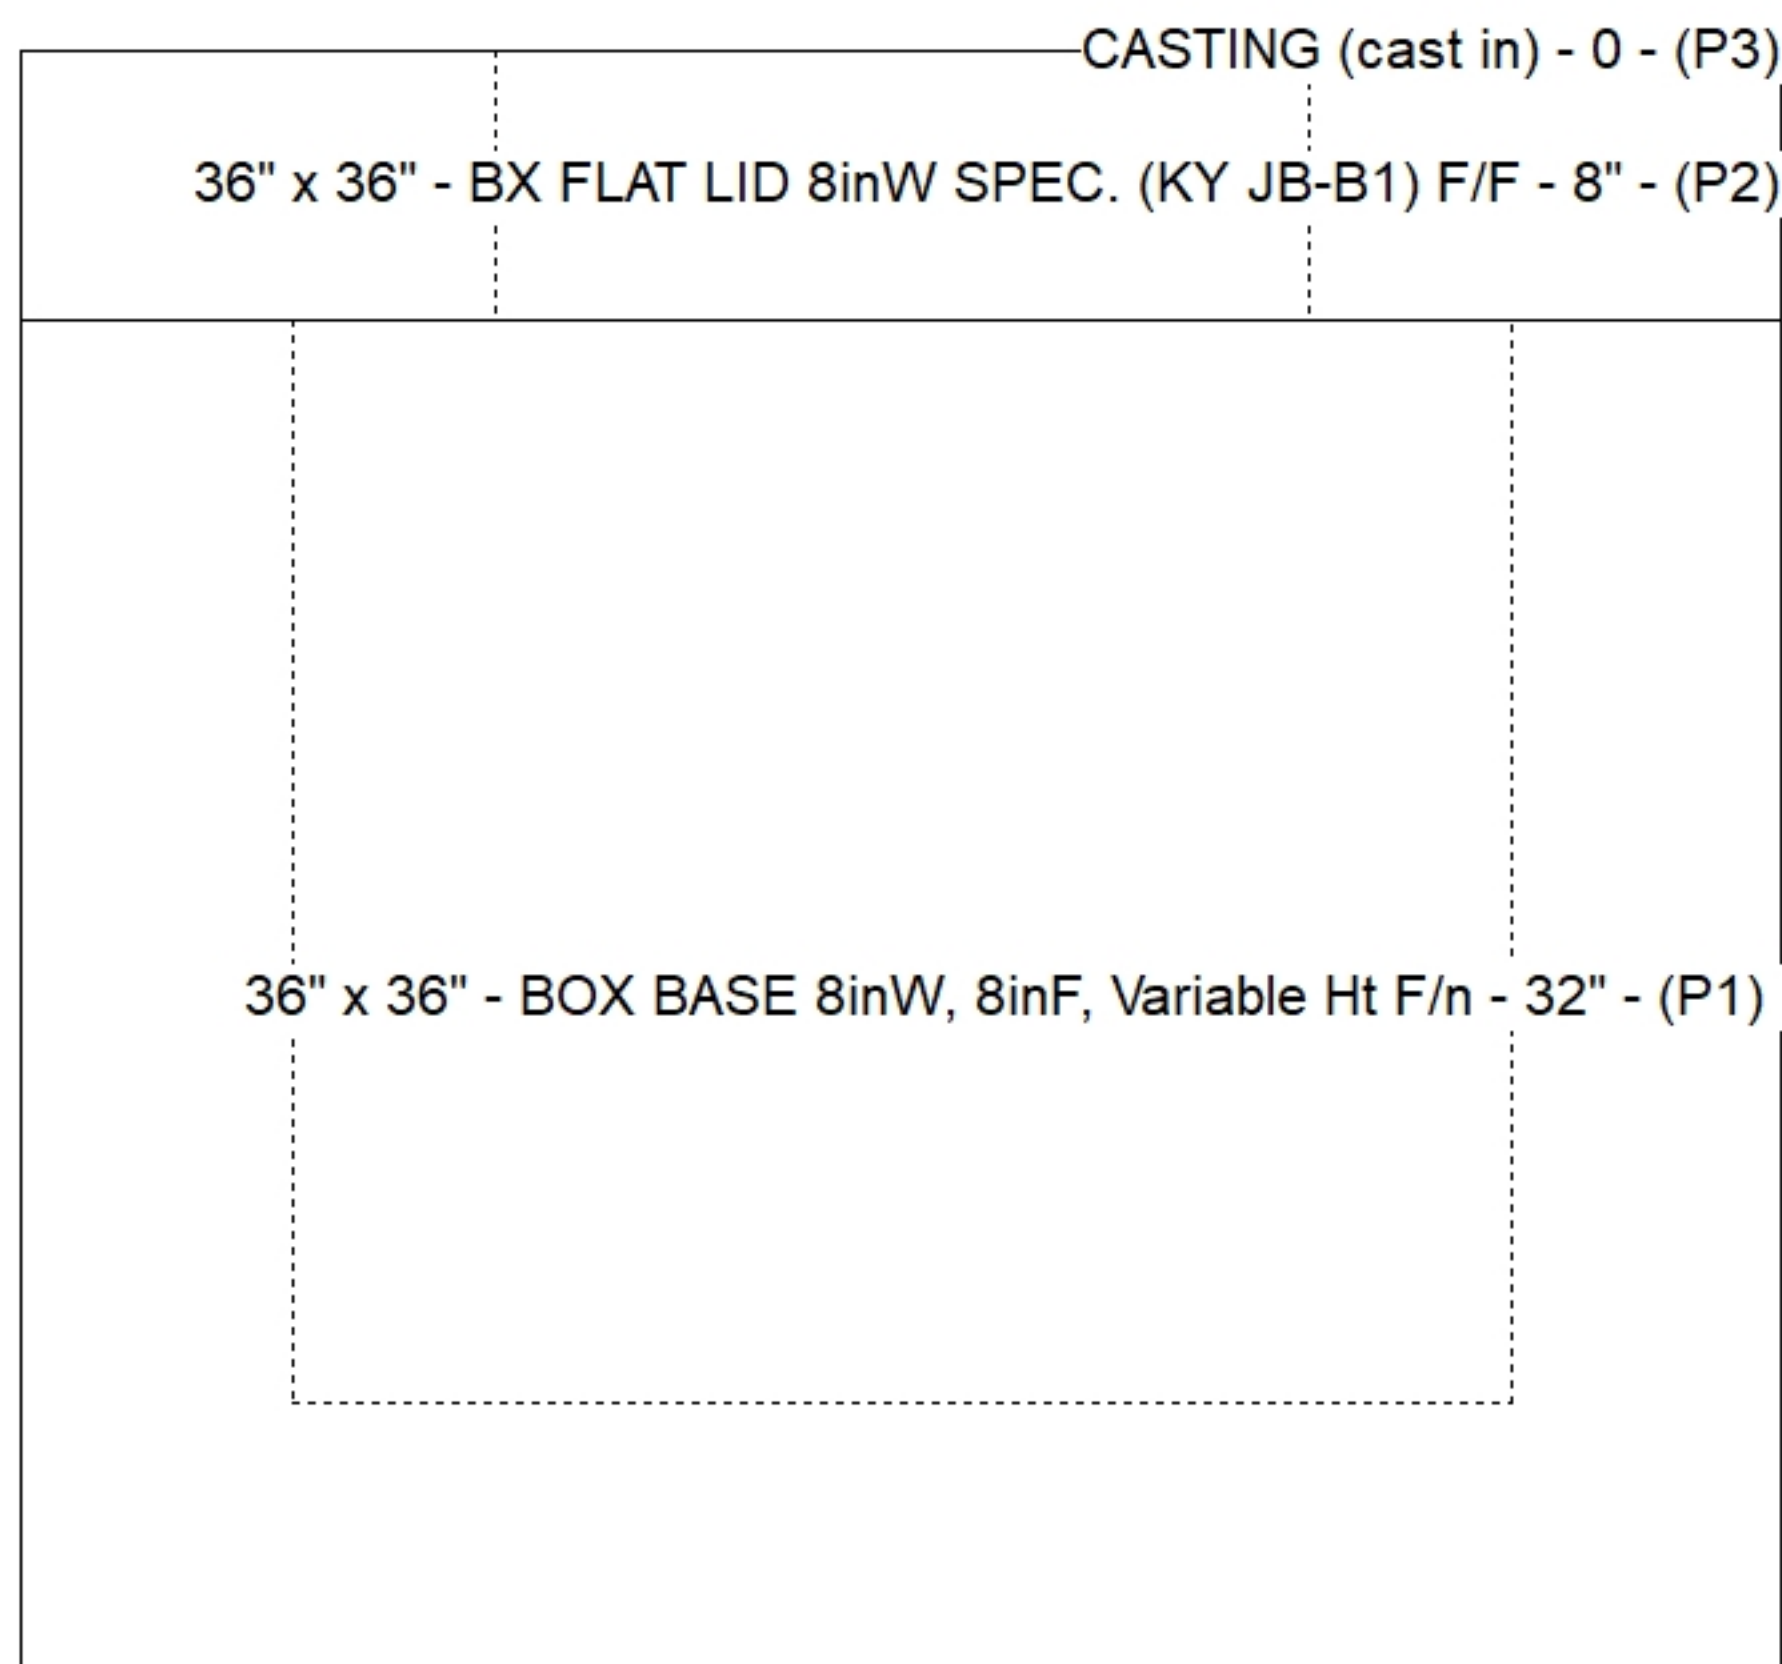 CASTING (cast in) - 0 - (P3)
36" x 36" - BX FLAT LID 8inW SPEC. (KY JB-B1) F/F - 8" - (P2)
36" x 36" - BOX BASE 8inW, 8inF, Variable Ht F/n - 32" - (P1)